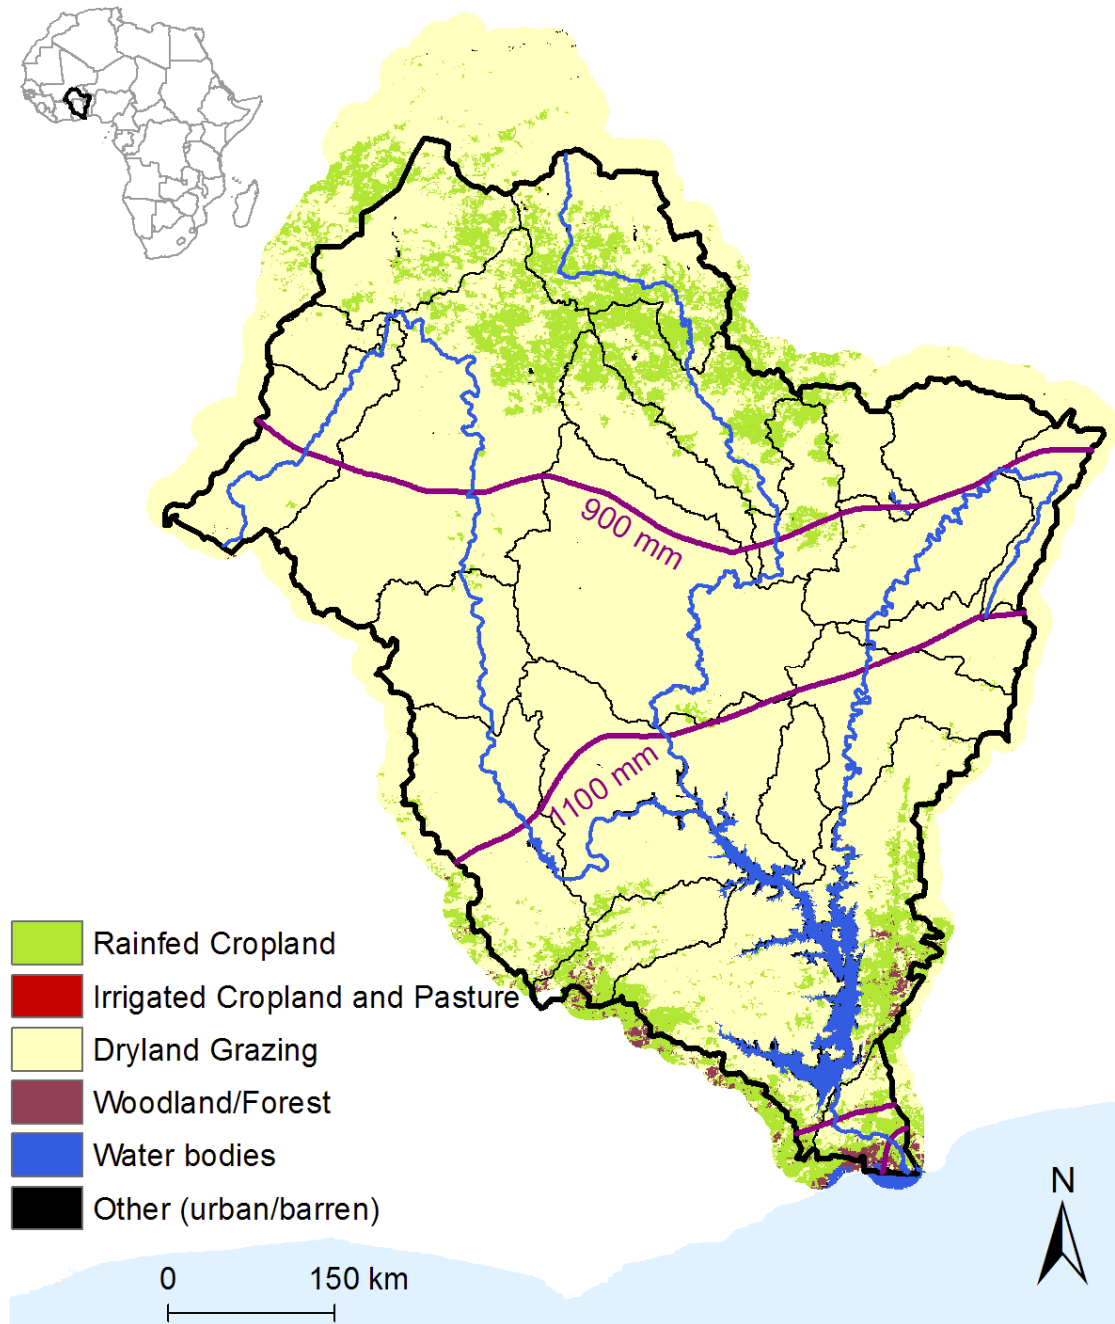 900 mm
1100 mm
Rainfed Cropland
Irrigated Cropland and Pasture
Dryland Grazing
Woodland/Forest
Water bodies
Other (urban/barren)
N
0 150 km